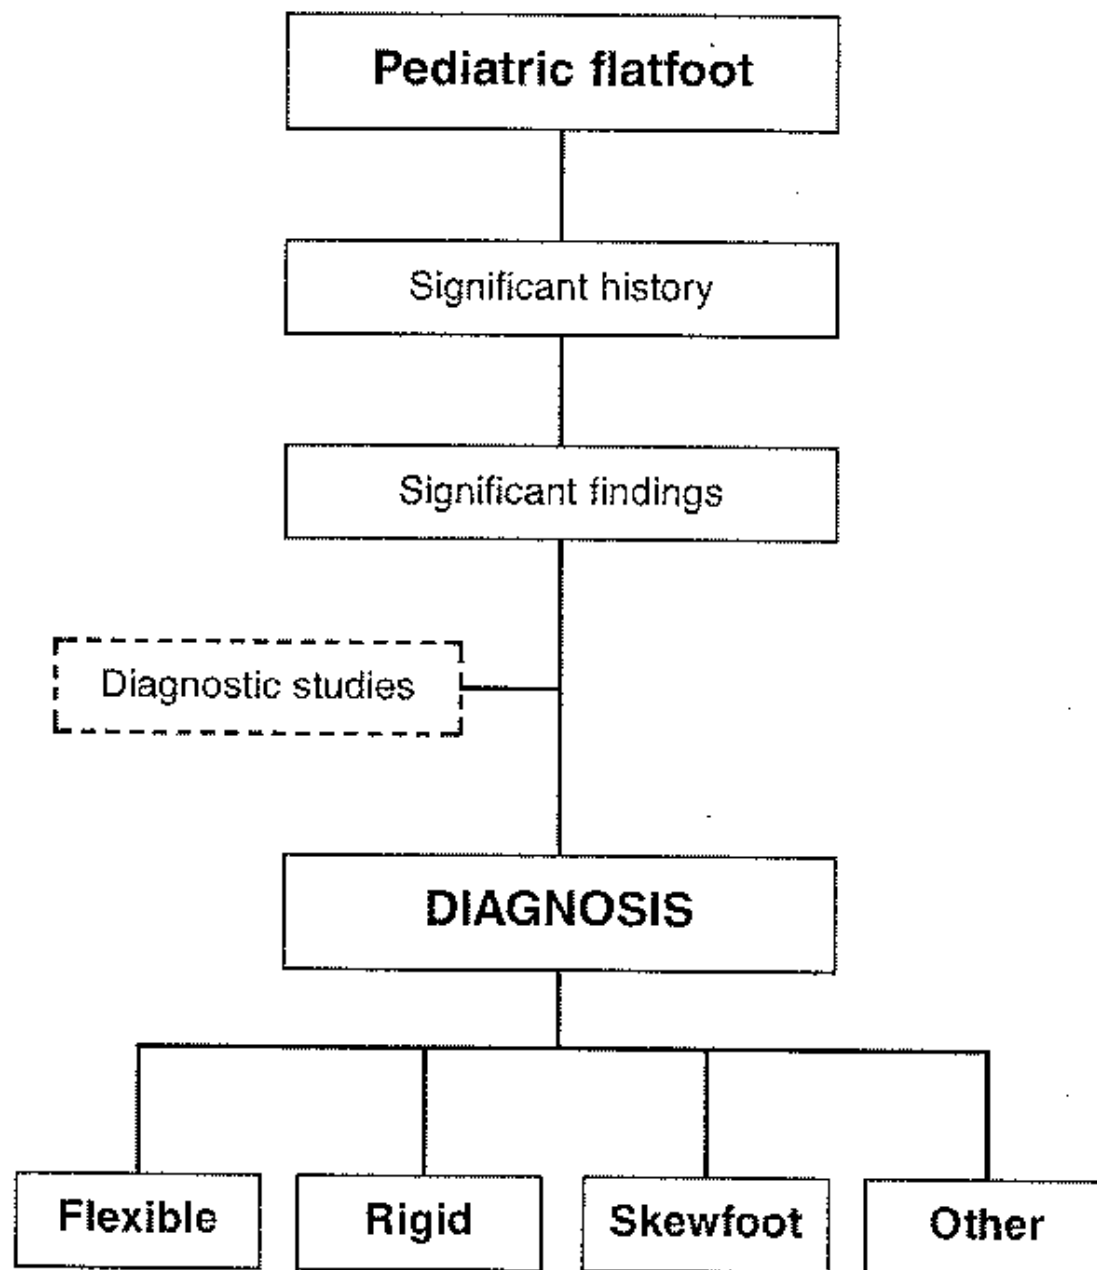 Pediatric flatfoot
Significant history
Significant findings
Diagnostic studies
DIAGNOSIS
Flexible
Rigid
Skewfoot
Other